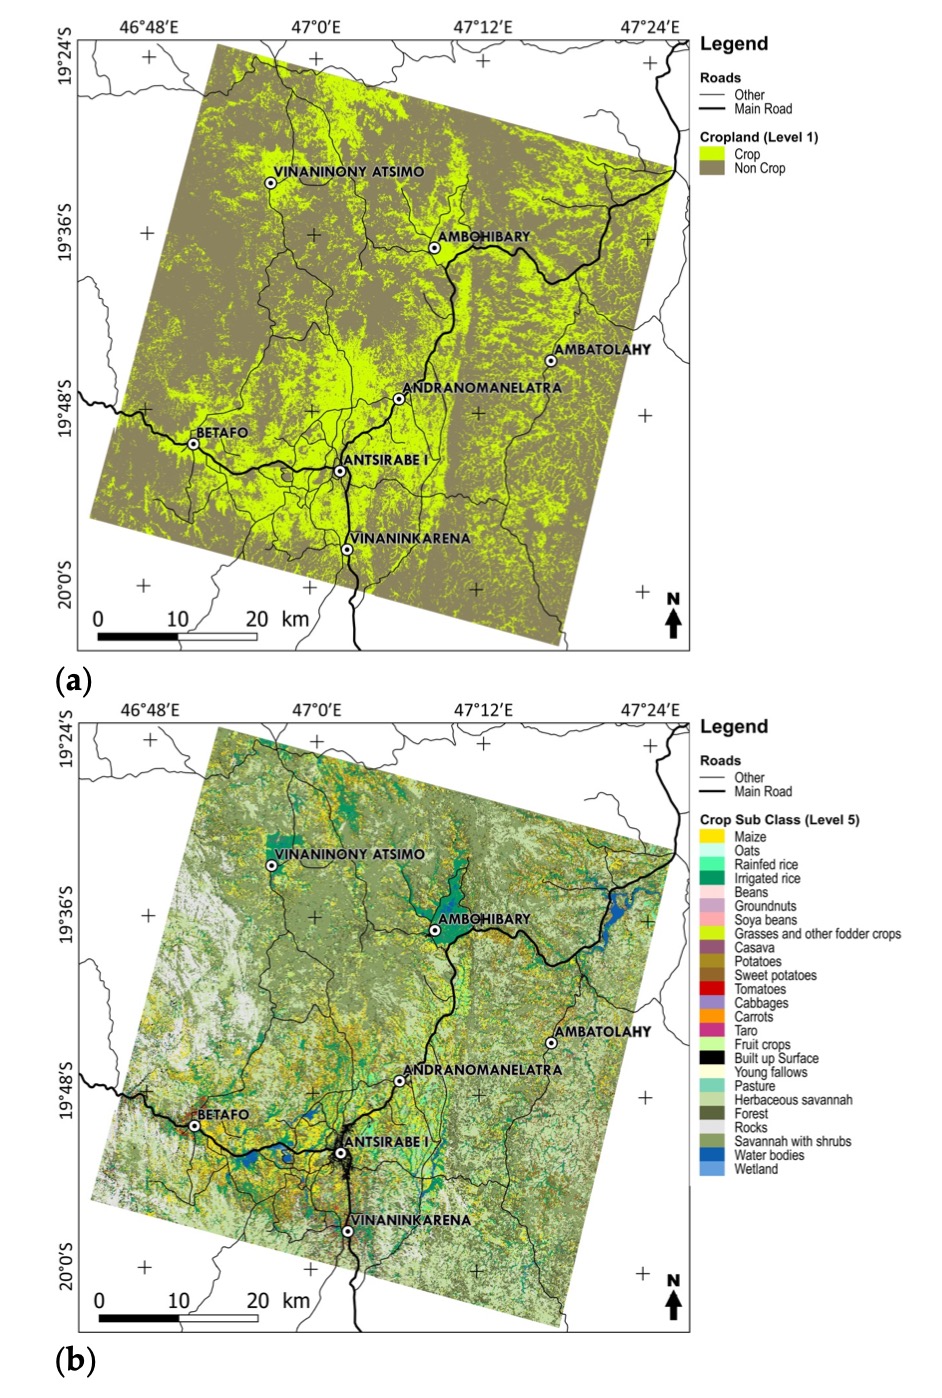 46°48′E 47°0′E 47°12′E 47°24′E
19°24′S
19°36′S
19°48′S
20°0′S
VINANINONY ATSIMO
AMBOHIBARY
AMBATOLAHY
ANDRANOMANELATRA
BETAFO
ANTSIRABE I
VINANINKARENA
0 10 20 km
N
Legend
Roads
Other
Main Road
Cropland (Level 1)
Crop
Non Crop
(a)
46°48′E 47°0′E 47°12′E 47°24′E
19°24′S
19°36′S
19°48′S
20°0′S
VINANINONY ATSIMO
AMBOHIBARY
AMBATOLAHY
ANDRANOMANELATRA
BETAFO
ANTSIRABE I
VINANINKARENA
0 10 20 km
N
Legend
Roads
Other
Main Road
Crop Sub Class (Level 5)
Maize
Oats
Rainfed rice
Irrigated rice
Beans
Groundnuts
Soya beans
Grasses and other fodder crops
Casava
Potatoes
Sweet potatoes
Tomatoes
Cabbages
Carrots
Taro
Fruit crops
Built up Surface
Young fallows
Pasture
Herbaceous savannah
Forest
Rocks
Savannah with shrubs
Water bodies
Wetland
(b)